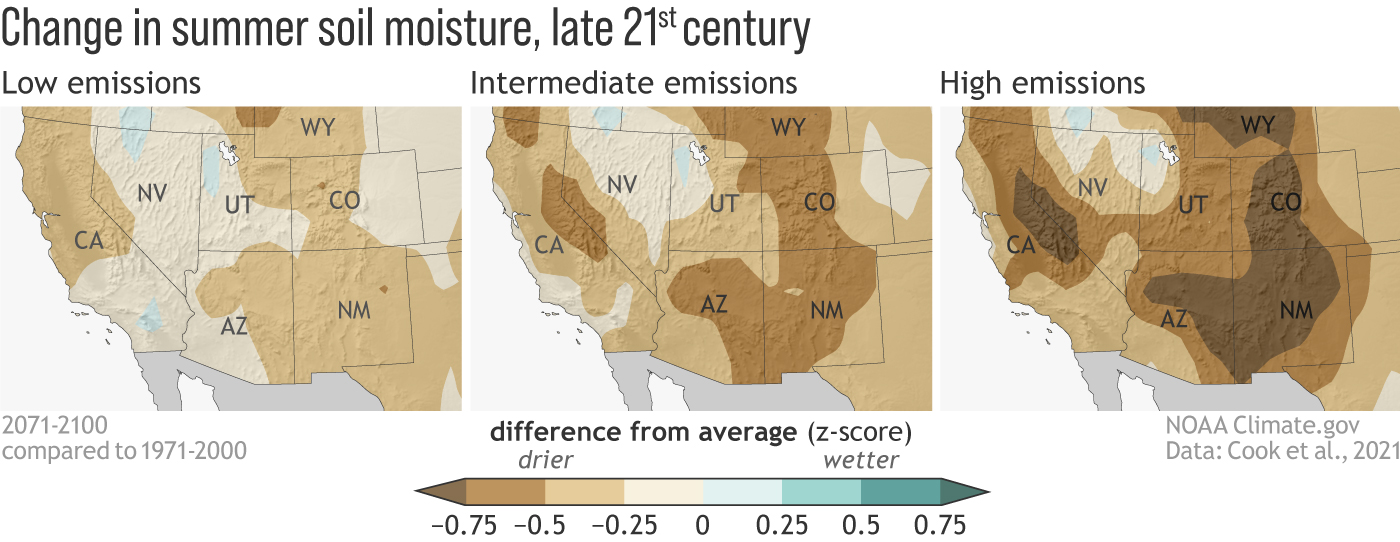 Change in summer soil moisture, late 21st century
Low emissions
Intermediate emissions
High emissions
WY
NV
UT
CO
CA
AZ
NM
WY
NV
UT
CO
CA
AZ
NM
WY
NV
UT
CO
CA
AZ
NM
2071-2100
compared to 1971-2000
difference from average (z-score)
drier
wetter
−0.75 −0.5 −0.25 0 0.25 0.5 0.75
NOAA Climate.gov
Data: Cook et al., 2021